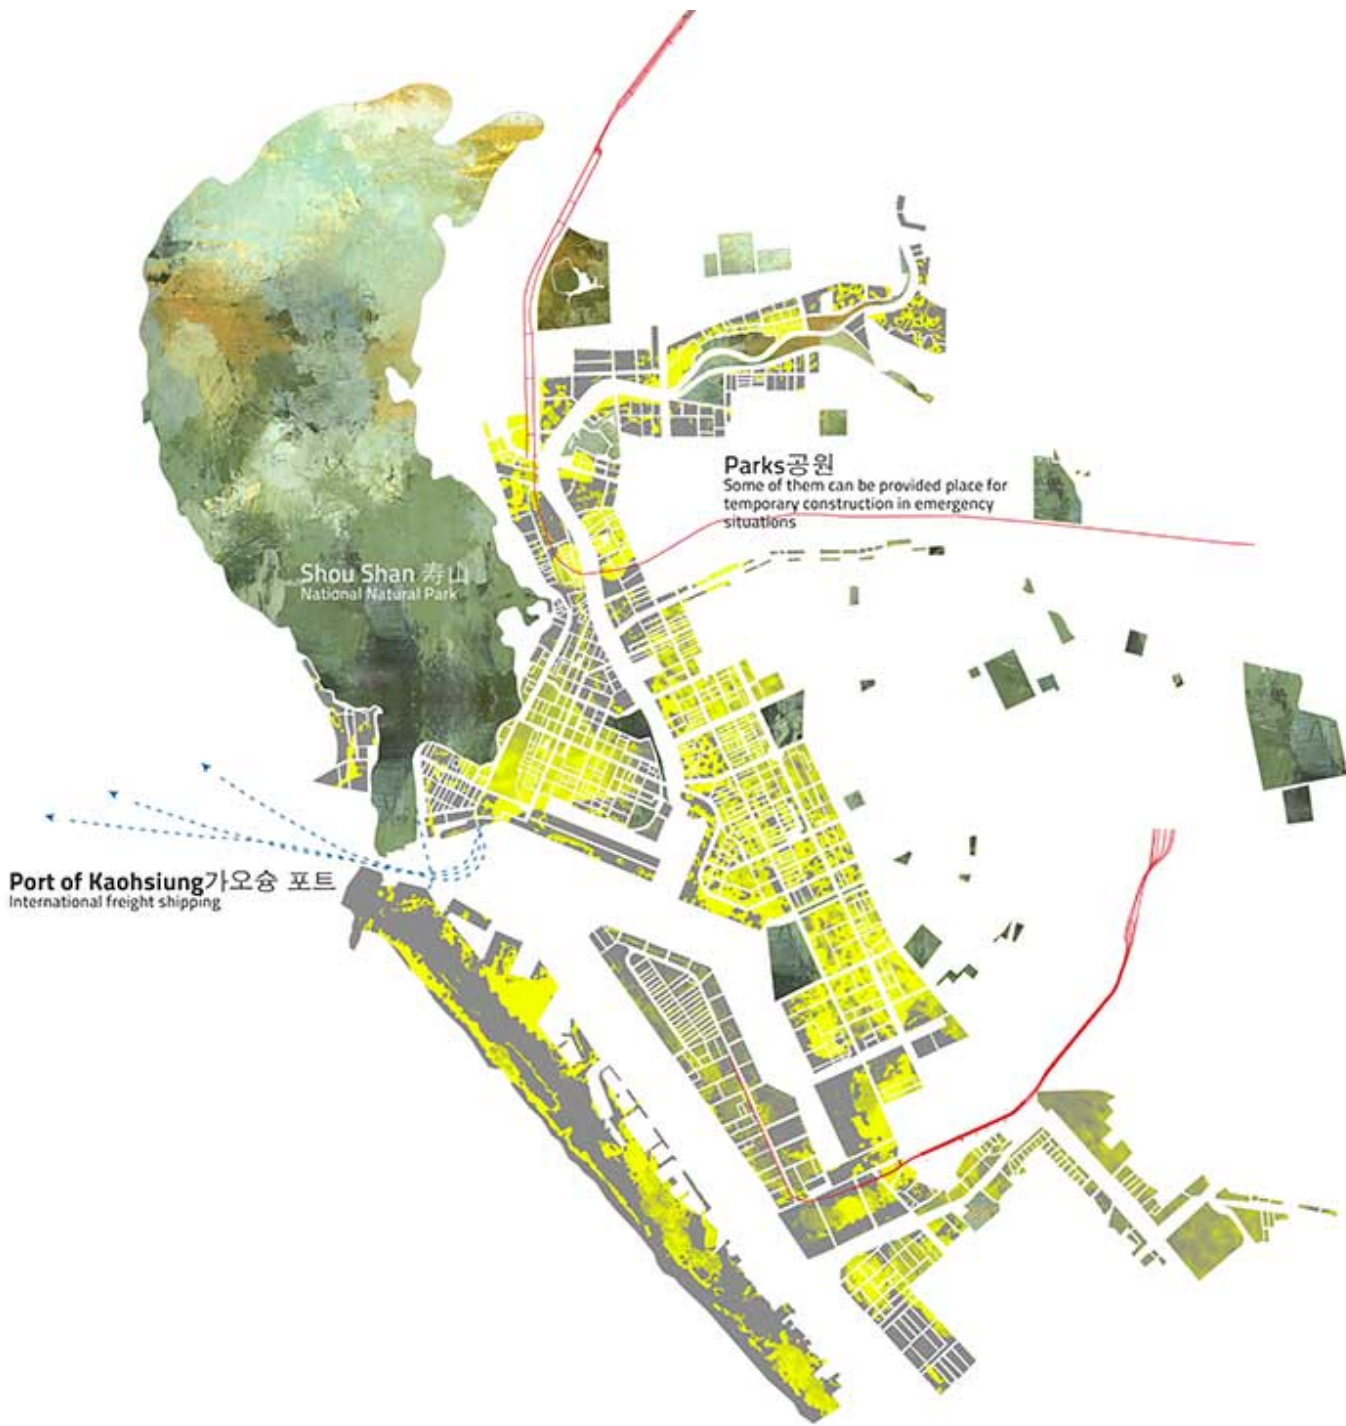 Parks공원
Some of them can be provided place for
temporary construction in emergency
situations
Shou Shan 寿山
National Natural Park
Port of Kaohsiung가오슝 포트
International freight shipping